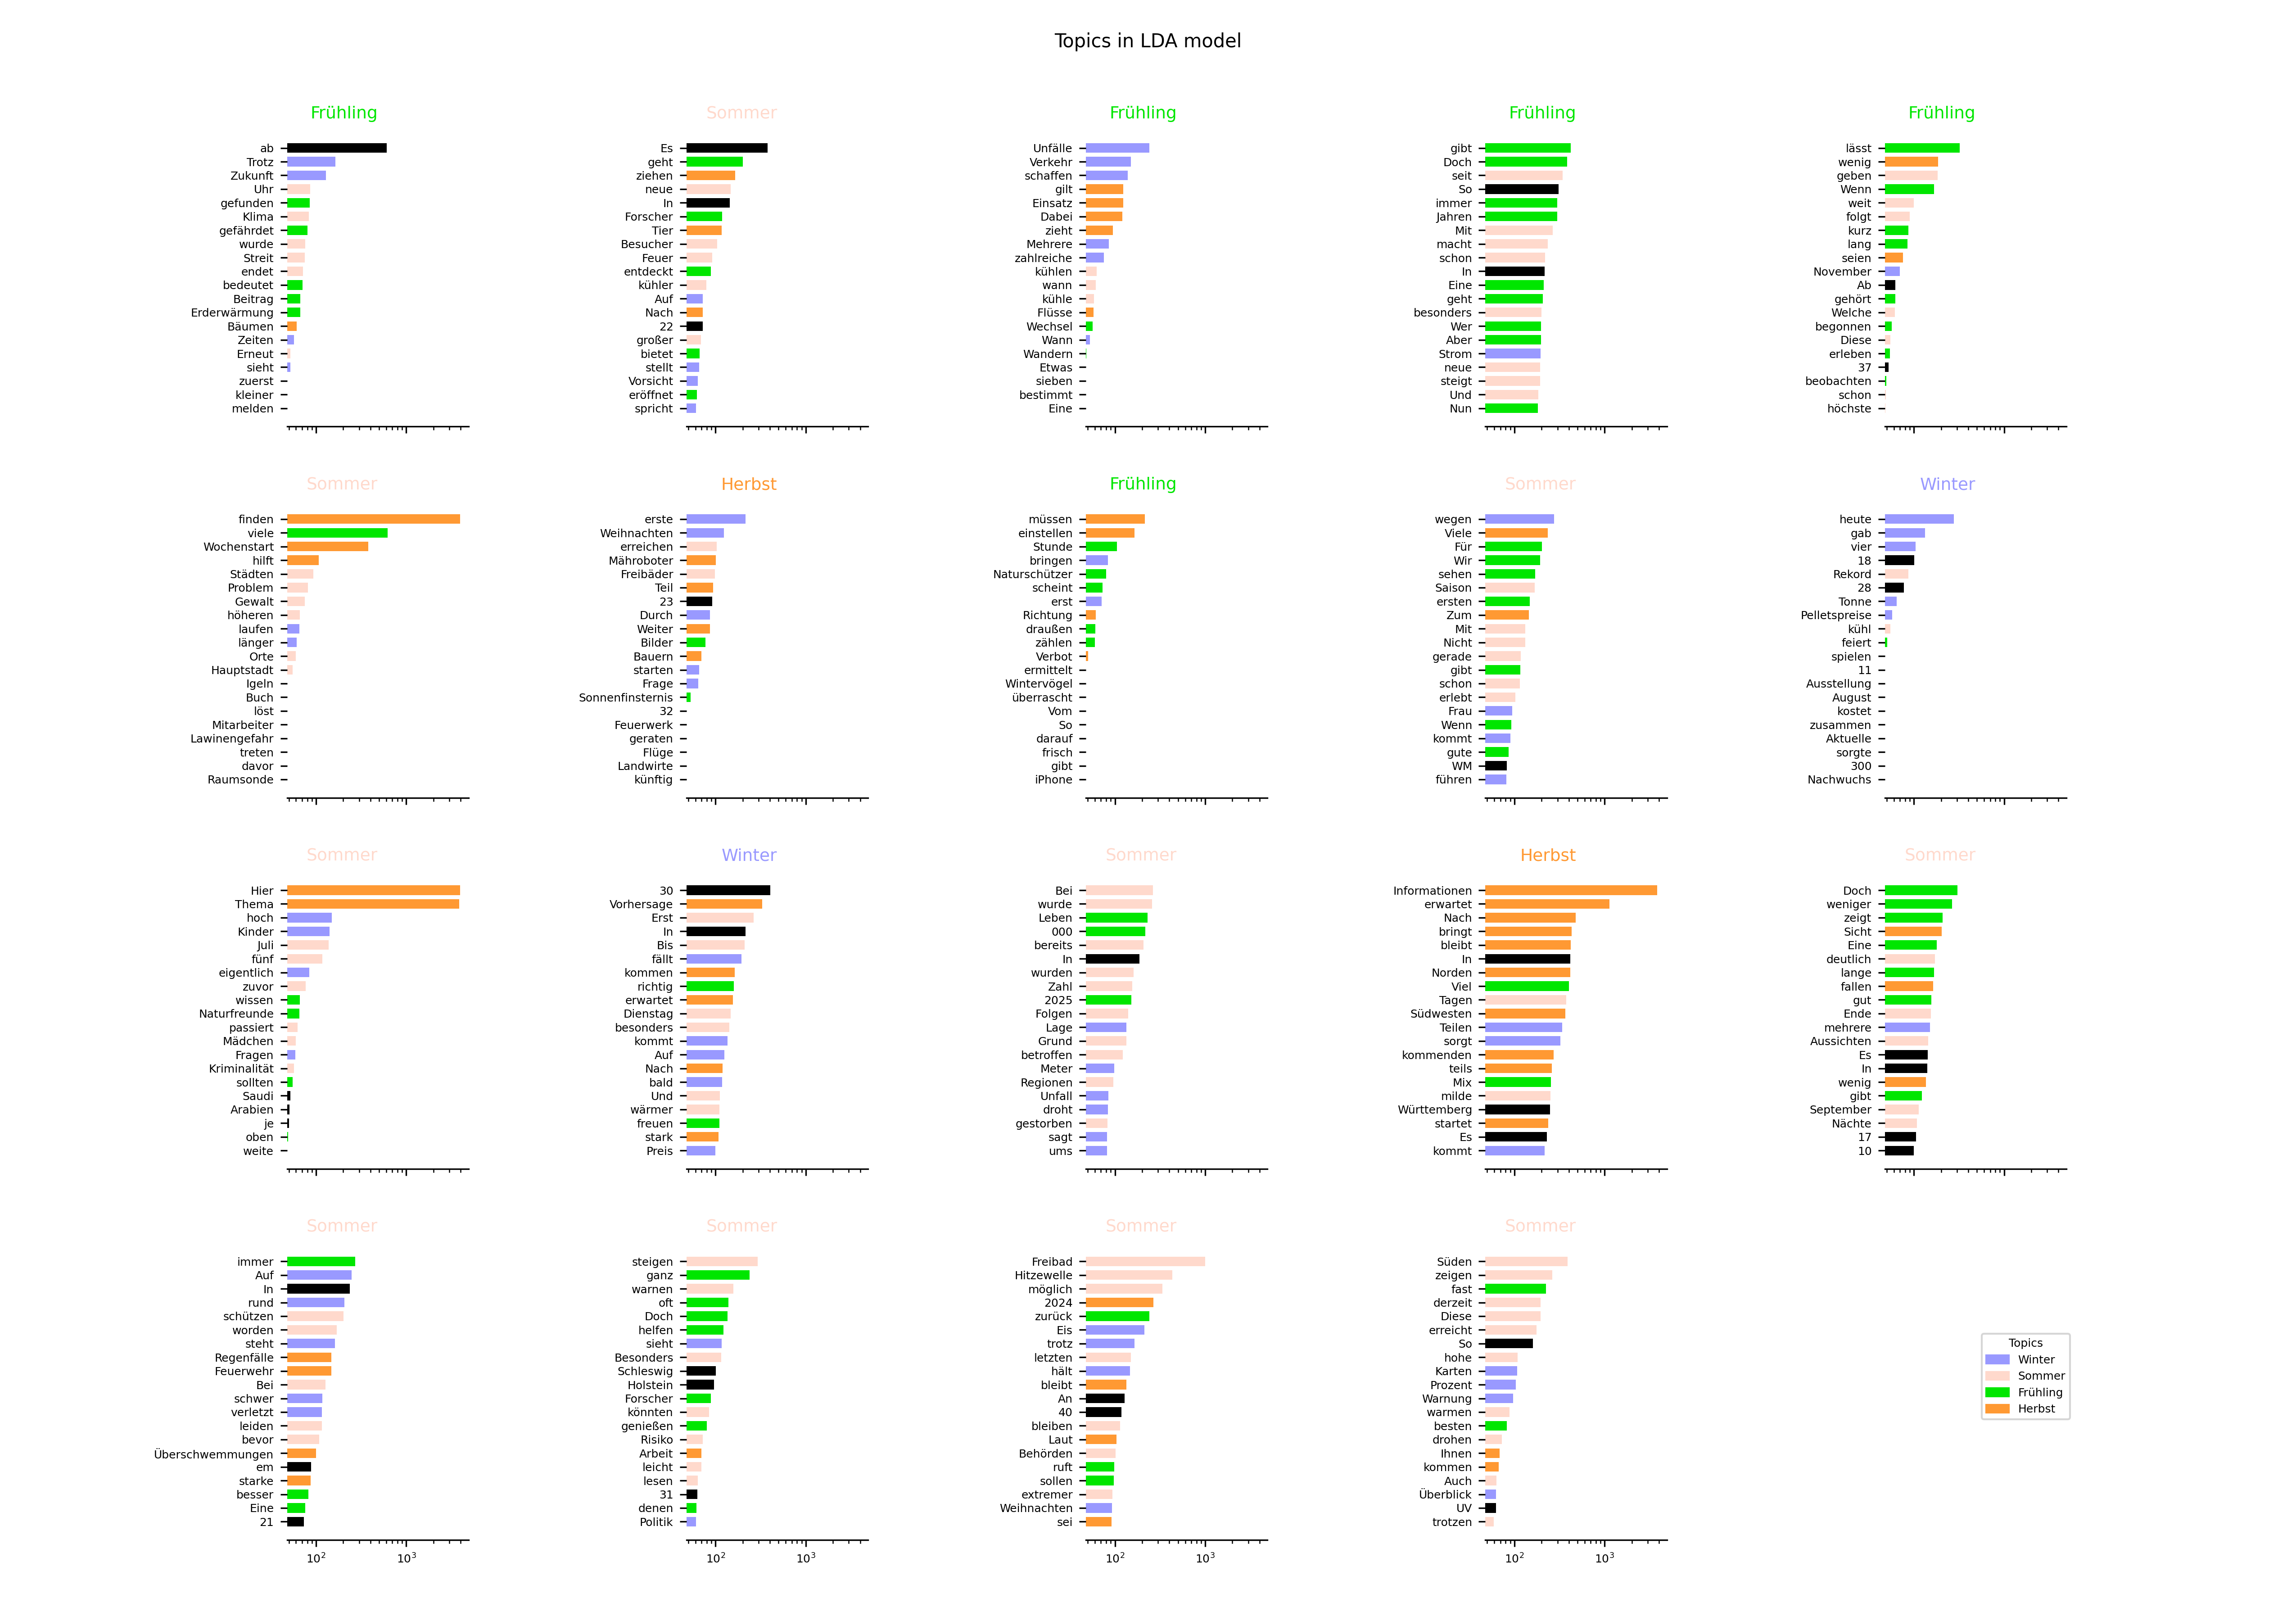 Topics in LDA model
Frühling
ab
Trotz
Zukunft
Uhr
gefunden
Klima
gefährdet
wurde
Streit
endet
bedeutet
Beitrag
Erderwärmung
Bäumen
Zeiten
Erneut
sieht
zuerst
kleiner
melden
Sommer
Es
geht
ziehen
neue
In
Forscher
Tier
Besucher
Feuer
entdeckt
kühler
Auf
Nach
22
großer
bietet
stellt
Vorsicht
eröffnet
spricht
Frühling
Unfälle
Verkehr
schaffen
gilt
Einsatz
Dabei
zieht
Mehrere
zahlreiche
kühlen
wann
kühle
Flüsse
Wechsel
Wann
Wandern
Etwas
sieben
bestimmt
Eine
Frühling
gibt
Doch
seit
So
immer
Jahren
Mit
macht
schon
In
Eine
geht
besonders
Wer
Aber
Strom
neue
steigt
Und
Nun
Frühling
lässt
wenig
geben
Wenn
weit
folgt
kurz
lang
seien
November
Ab
gehört
Welche
begonnen
Diese
erleben
37
beobachten
schon
höchste
Sommer
finden
viele
Wochenstart
hilft
Städten
Problem
Gewalt
höheren
laufen
länger
Orte
Hauptstadt
Igeln
Buch
löst
Mitarbeiter
Lawinengefahr
treten
davor
Raumsonde
Herbst
erste
Weihnachten
erreichen
Mähroboter
Freibäder
Teil
23
Durch
Weiter
Bilder
Bauern
starten
Frage
Sonnenfinsternis
32
Feuerwerk
geraten
Flüge
Landwirte
künftig
Frühling
müssen
einstellen
Stunde
bringen
Naturschützer
scheint
erst
Richtung
draußen
zählen
Verbot
ermittelt
Wintervögel
überrascht
Vom
So
darauf
frisch
gibt
iPhone
Sommer
wegen
Viele
Für
Wir
sehen
Saison
ersten
Zum
Mit
Nicht
gerade
gibt
schon
erlebt
Frau
Wenn
kommt
gute
WM
führen
Winter
heute
gab
vier
18
Rekord
28
Tonne
Pelletspreise
kühl
feiert
spielen
11
Ausstellung
August
kostet
zusammen
Aktuelle
sorgte
300
Nachwuchs
Sommer
Hier
Thema
hoch
Kinder
Juli
fünf
eigentlich
zuvor
wissen
Naturfreunde
passiert
Mädchen
Fragen
Kriminalität
sollten
Saudi
Arabien
je
oben
weite
Winter
30
Vorhersage
Erst
In
Bis
fällt
kommen
richtig
erwartet
Dienstag
besonders
kommt
Auf
Nach
bald
Und
wärmer
freuen
stark
Preis
Sommer
Bei
wurde
Leben
000
bereits
In
wurden
Zahl
2025
Folgen
Lage
Grund
betroffen
Meter
Regionen
Unfall
droht
gestorben
sagt
ums
Herbst
Informationen
erwartet
Nach
bringt
bleibt
In
Norden
Viel
Tagen
Südwesten
Teilen
sorgt
kommenden
teils
Mix
milde
Württemberg
startet
Es
kommt
Sommer
Doch
weniger
zeigt
Sicht
Eine
deutlich
lange
fallen
gut
Ende
mehrere
Aussichten
Es
In
wenig
gibt
September
Nächte
17
10
Sommer
immer
Auf
In
rund
schützen
worden
steht
Regenfälle
Feuerwehr
Bei
schwer
verletzt
leiden
bevor
Überschwemmungen
em
starke
besser
Eine
21
10² 10³
Sommer
steigen
ganz
warnen
oft
Doch
helfen
sieht
Besonders
Schleswig
Holstein
Forscher
könnten
genießen
Risiko
Arbeit
leicht
lesen
31
denen
Politik
10² 10³
Sommer
Freibad
Hitzewelle
möglich
2024
zurück
Eis
trotz
letzten
hält
bleibt
An
40
bleiben
Laut
Behörden
ruft
sollen
extremer
Weihnachten
sei
10² 10³
Sommer
Süden
zeigen
fast
derzeit
Diese
erreicht
So
hohe
Karten
Prozent
Warnung
warmen
besten
drohen
Ihnen
kommen
Auch
Überblick
UV
trotzen
10² 10³
Topics
Winter
Sommer
Frühling
Herbst